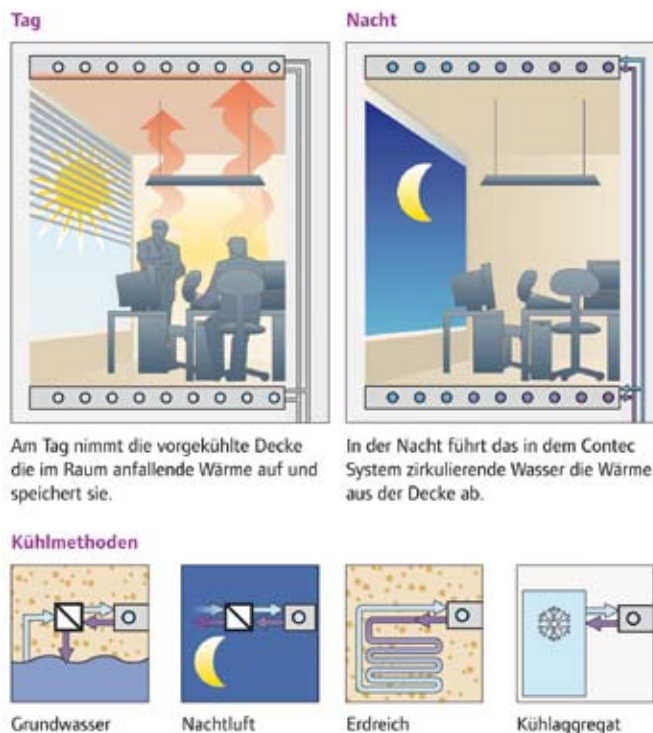 Tag
Nacht
Am Tag nimmt die vorgekühlte Decke
die im Raum anfallende Wärme auf und
speichert sie.
In der Nacht führt das in dem Contec
System zirkulierende Wasser die Wärme
aus der Decke ab.
Kühlmethoden
Grundwasser
Nachtluft
Erdreich
Kühlaggregat